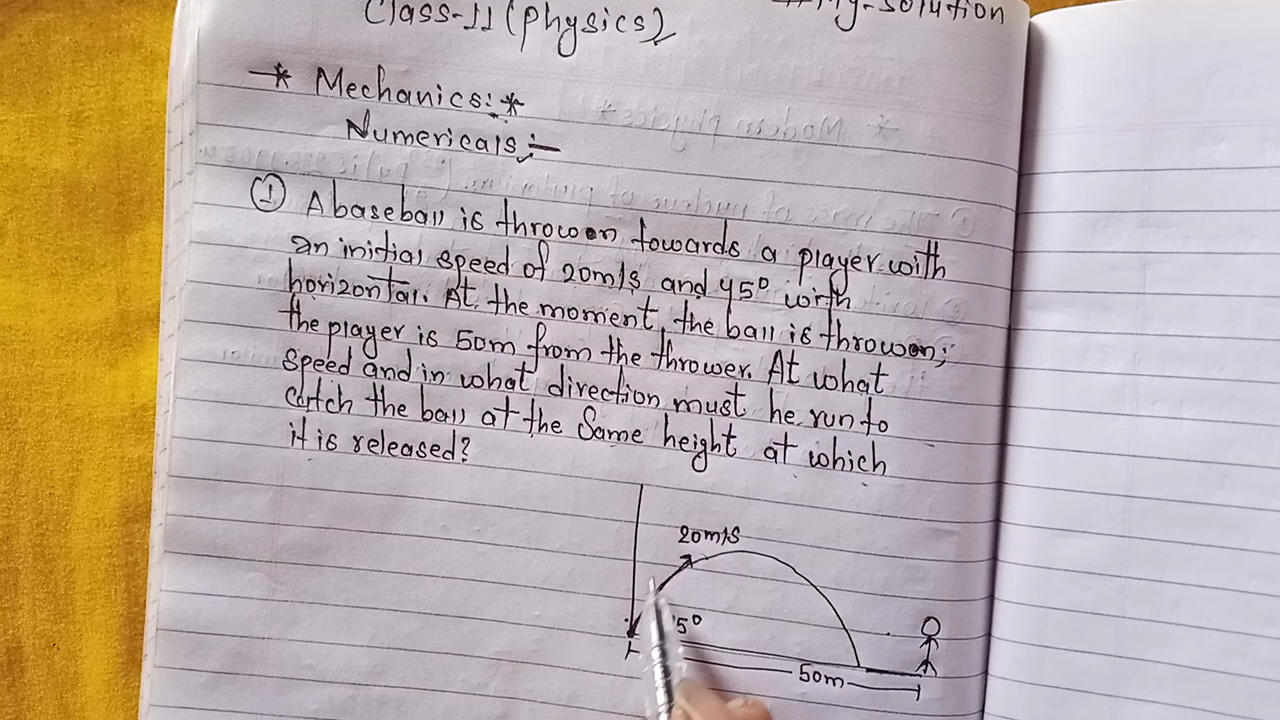 Class-11 (Physics)
* Mechanics: *
Numericals:-
① A baseball is thrown towards a player with
an initial speed of 20m/s and 45° with
horizontal. At the moment, the ball is thrown,
the player is 50m from the thrower. At what
speed and in what direction must he run to
catch the ball at the same height at which
it is released?
20m/s
5°
50m